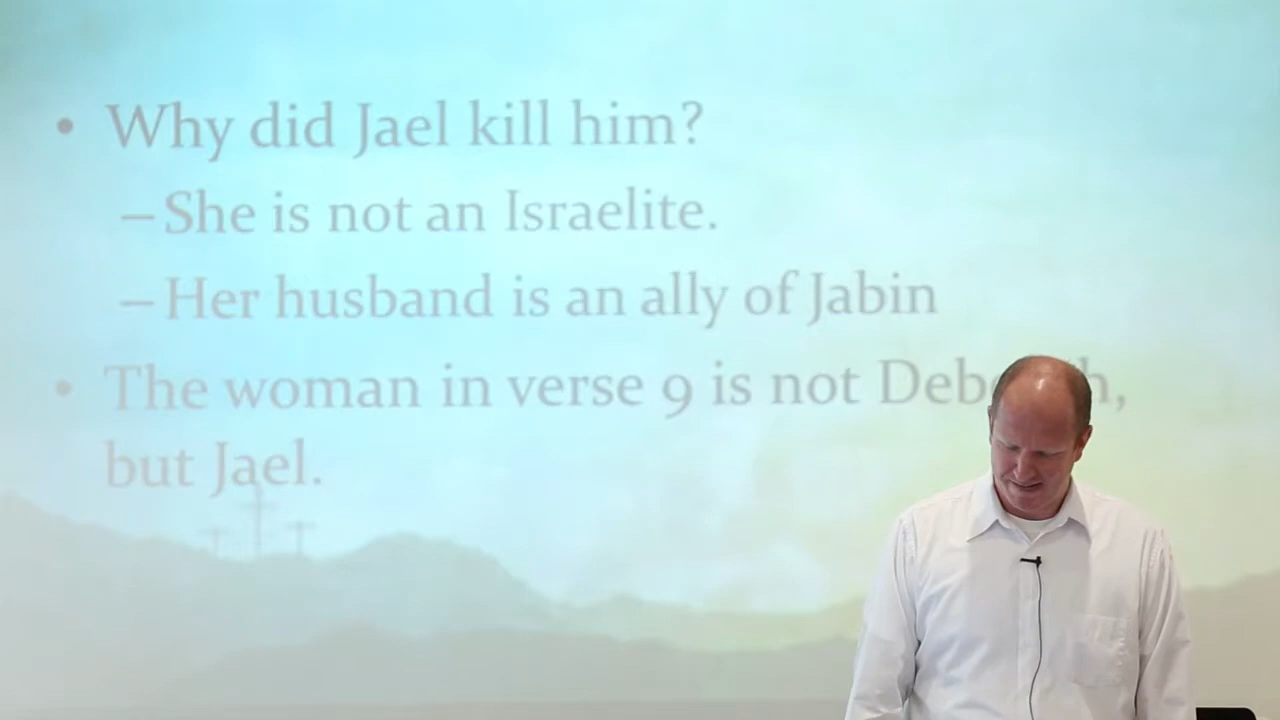 • Why did Jael kill him?
– She is not an Israelite.
– Her husband is an ally of Jabin
• The woman in verse 9 is not
but Jael.